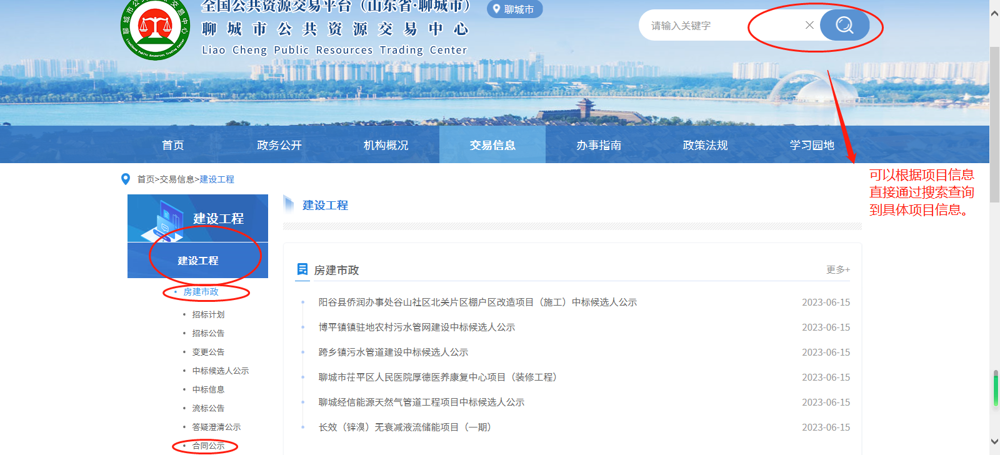 全国公共资源交易平台（山东省·聊城市）
聊城市
聊城市公共资源交易中心
Liao Cheng Public Resources Trading Center
聊城市公共资源交易中心
LiaoCheng Public Resources Trading Center
请输入关键字
首页
政务公开
机构概况
交易信息
办事指南
政策法规
学习园地
可以根据项目信息
直接通过搜索查询
到具体项目信息。
首页>交易信息>建设工程
建设工程
建设工程
建设工程
房建市政
招标计划
招标公告
变更公告
中标候选人公示
中标信息
流标公告
答疑澄清公示
合同公示
房建市政
更多+
阳谷县侨润办事处谷山社区北关片区棚户区改造项目（施工）中标候选人公示
2023-06-15
博平镇镇驻地农村污水管网建设中标候选人公示
2023-06-15
跨乡镇污水管道建设中标候选人公示
2023-06-15
聊城市茌平区人民医院厚德医养康复中心项目（装修工程）
2023-06-15
聊城经信能源天然气管道工程项目中标候选人公示
2023-06-15
长效（锌溴）无衰减液流储能项目（一期）
2023-06-15